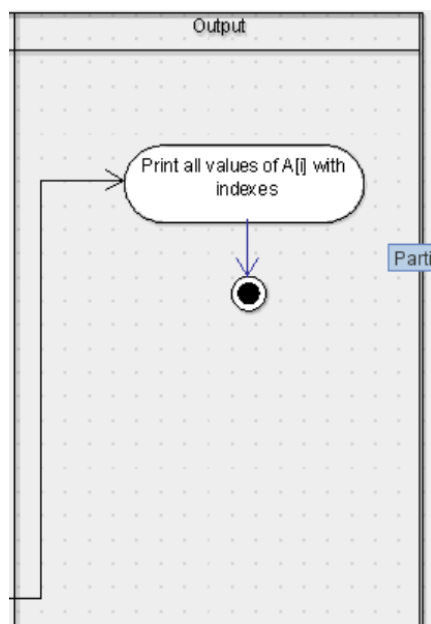 Output
Print all values of A[i] with
indexes
Parti